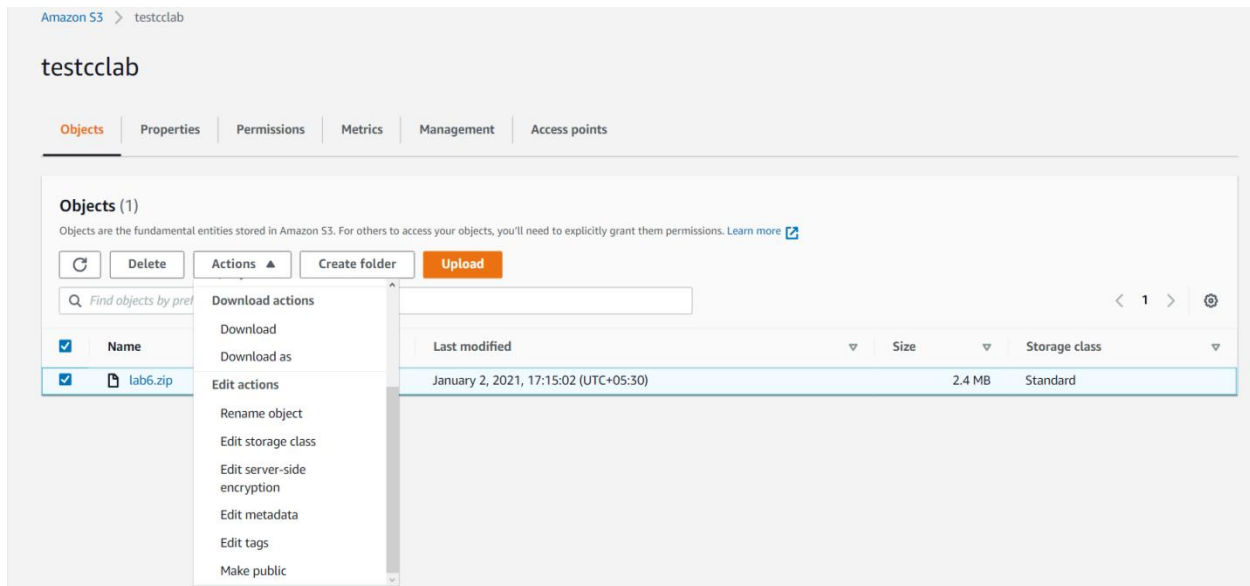 Amazon S3 > testcclab
testcclab
Objects Properties Permissions Metrics Management Access points
Objects (1)
Objects are the fundamental entities stored in Amazon S3. For others to access your objects, you'll need to explicitly grant them permissions. Learn more
Delete Actions ▲ Create folder Upload
Find objects by pref
< 1 >
Download actions
Download
Download as
Name Last modified Size Storage class
lab6.zip January 2, 2021, 17:15:02 (UTC+05:30) 2.4 MB Standard
Edit actions
Rename object
Edit storage class
Edit server-side
encryption
Edit metadata
Edit tags
Make public